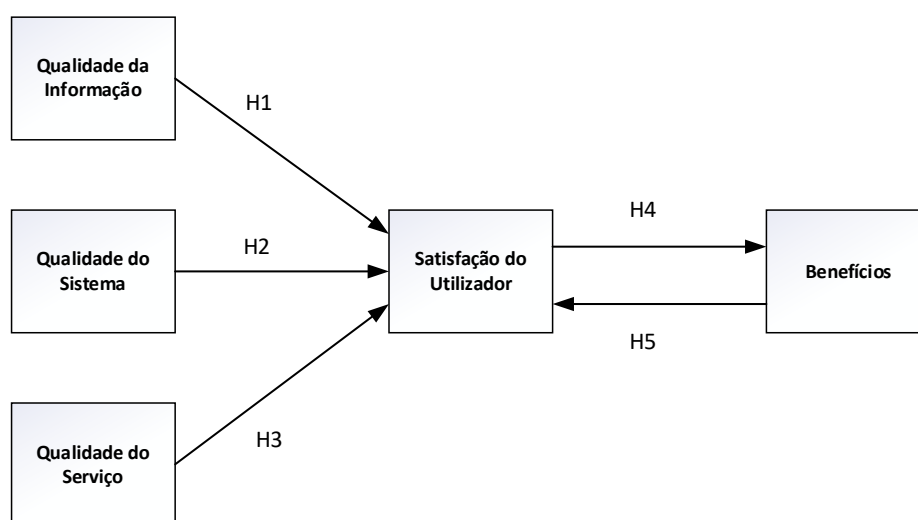 Qualidade da
Informação
H1
Qualidade do
Sistema
H2
Satisfação do
Utilizador
H4
Benefícios
H5
Qualidade do
Serviço
H3